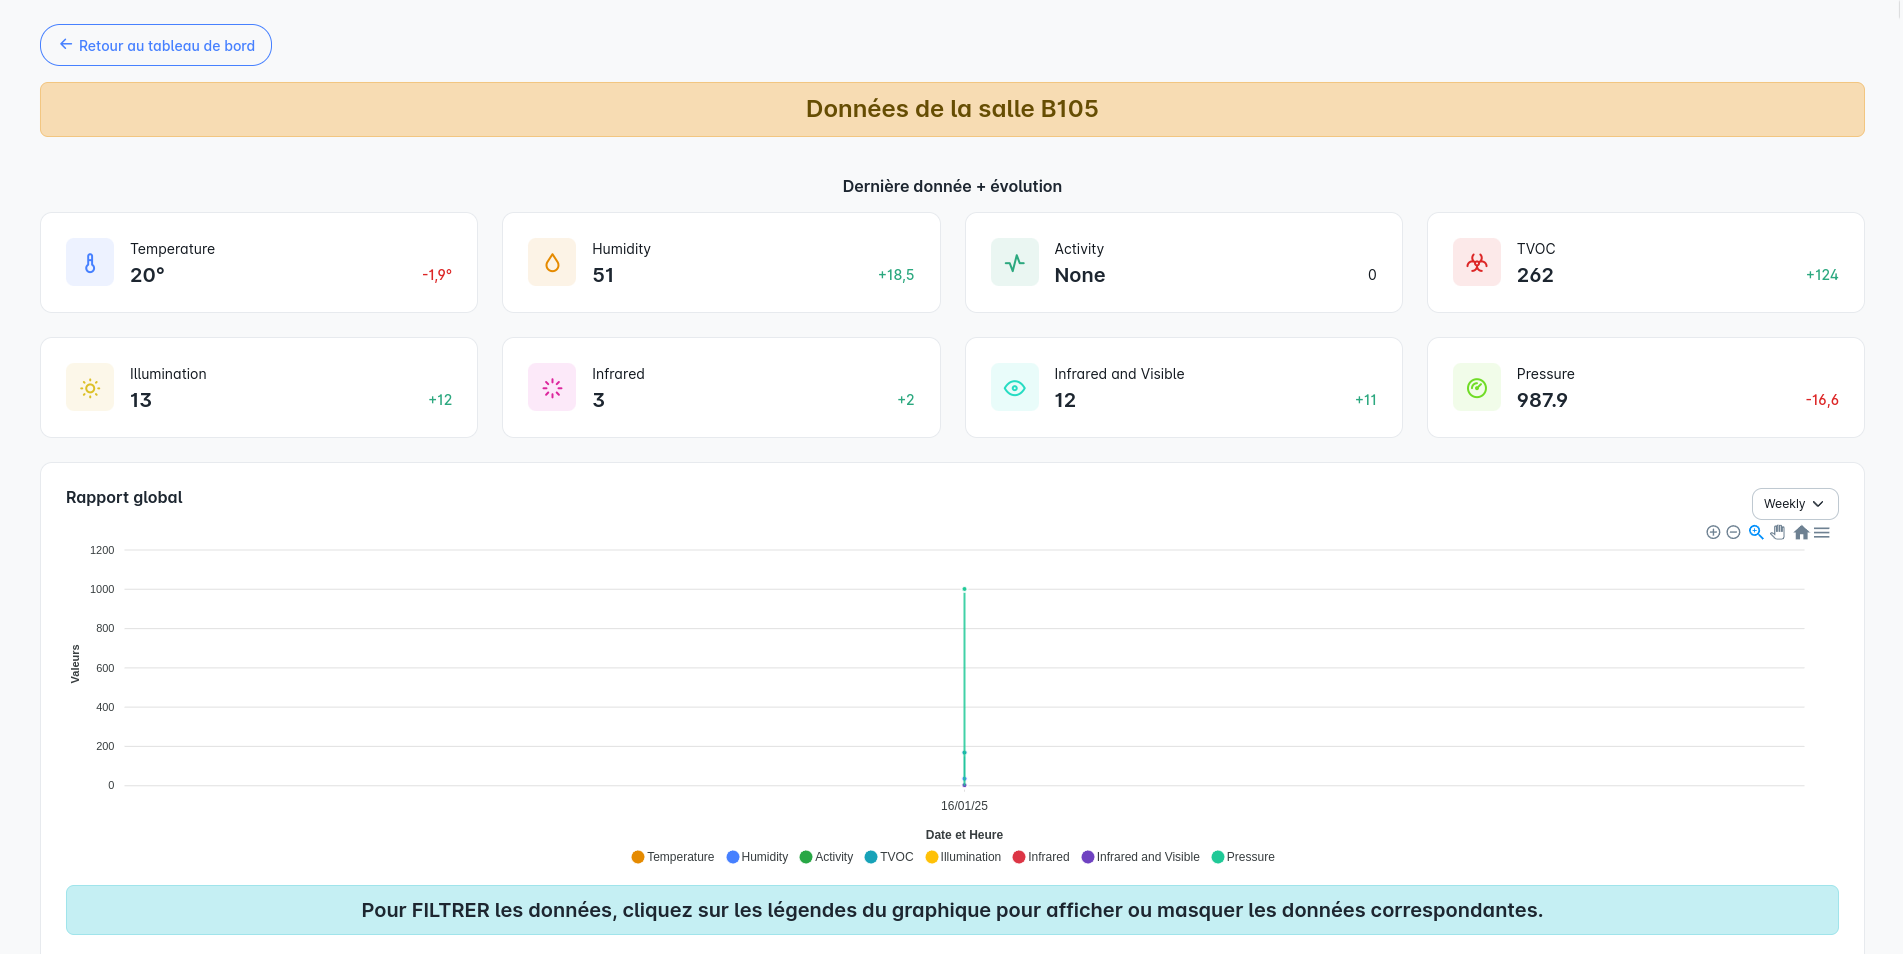 ← Retour au tableau de bord
Données de la salle B105
Dernière donnée + évolution
Temperature
20° -1,9°
Humidity
51 +18,5
Activity
None 0
TVOC
262 +124
Illumination
13 +12
Infrared
3 +2
Infrared and Visible
12 +11
Pressure
987.9 -16,6
Rapport global
Weekly
1200
1000
800
600
400
200
0
Valeurs
16/01/25
Date et Heure
Temperature Humidity Activity TVOC Illumination Infrared Infrared and Visible Pressure
Pour FILTRER les données, cliquez sur les légendes du graphique pour afficher ou masquer les données correspondantes.